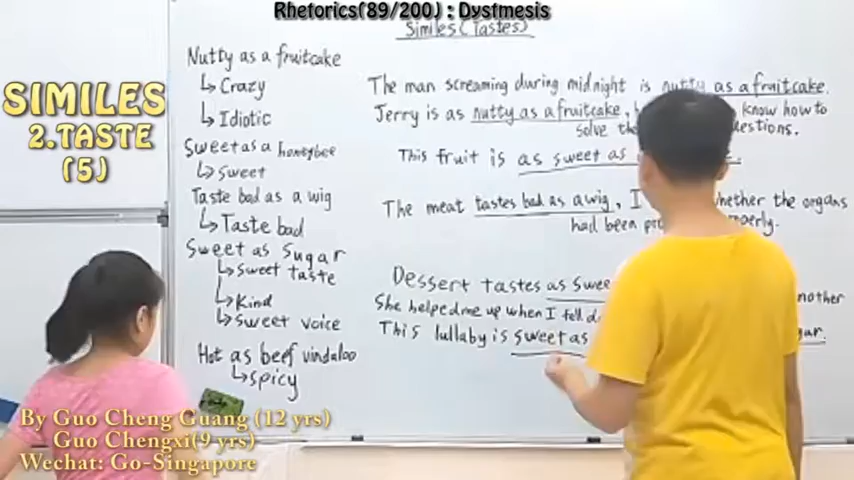 Rhetorics(89/200) : Dystmesis
Similes(Tastes)
SIMILES
2.TASTE
(5)
Nutty as a fruitcake
↳ Crazy
↳ Idiotic
Sweet as a honeybee
↳ sweet
Taste bad as a wig
↳ Taste bad
Sweet as sugar
↳ sweet taste
↳ Kind
↳ sweet voice
Hot as beef vindaloo
↳ spicy
The man screaming during midnight is nutty as a fruitcake.
Jerry is as nutty as a fruitcake, know how to
solve
This fruit is as sweet as
The meat tastes bad as a wig, I whether the organs
had been
Dessert tastes as
She helped me up when I fell
This lullaby is sweet as
By Guo Cheng Guang (12 yrs)
Guo Chengxi(9 yrs)
Wechat: Go-Singapore